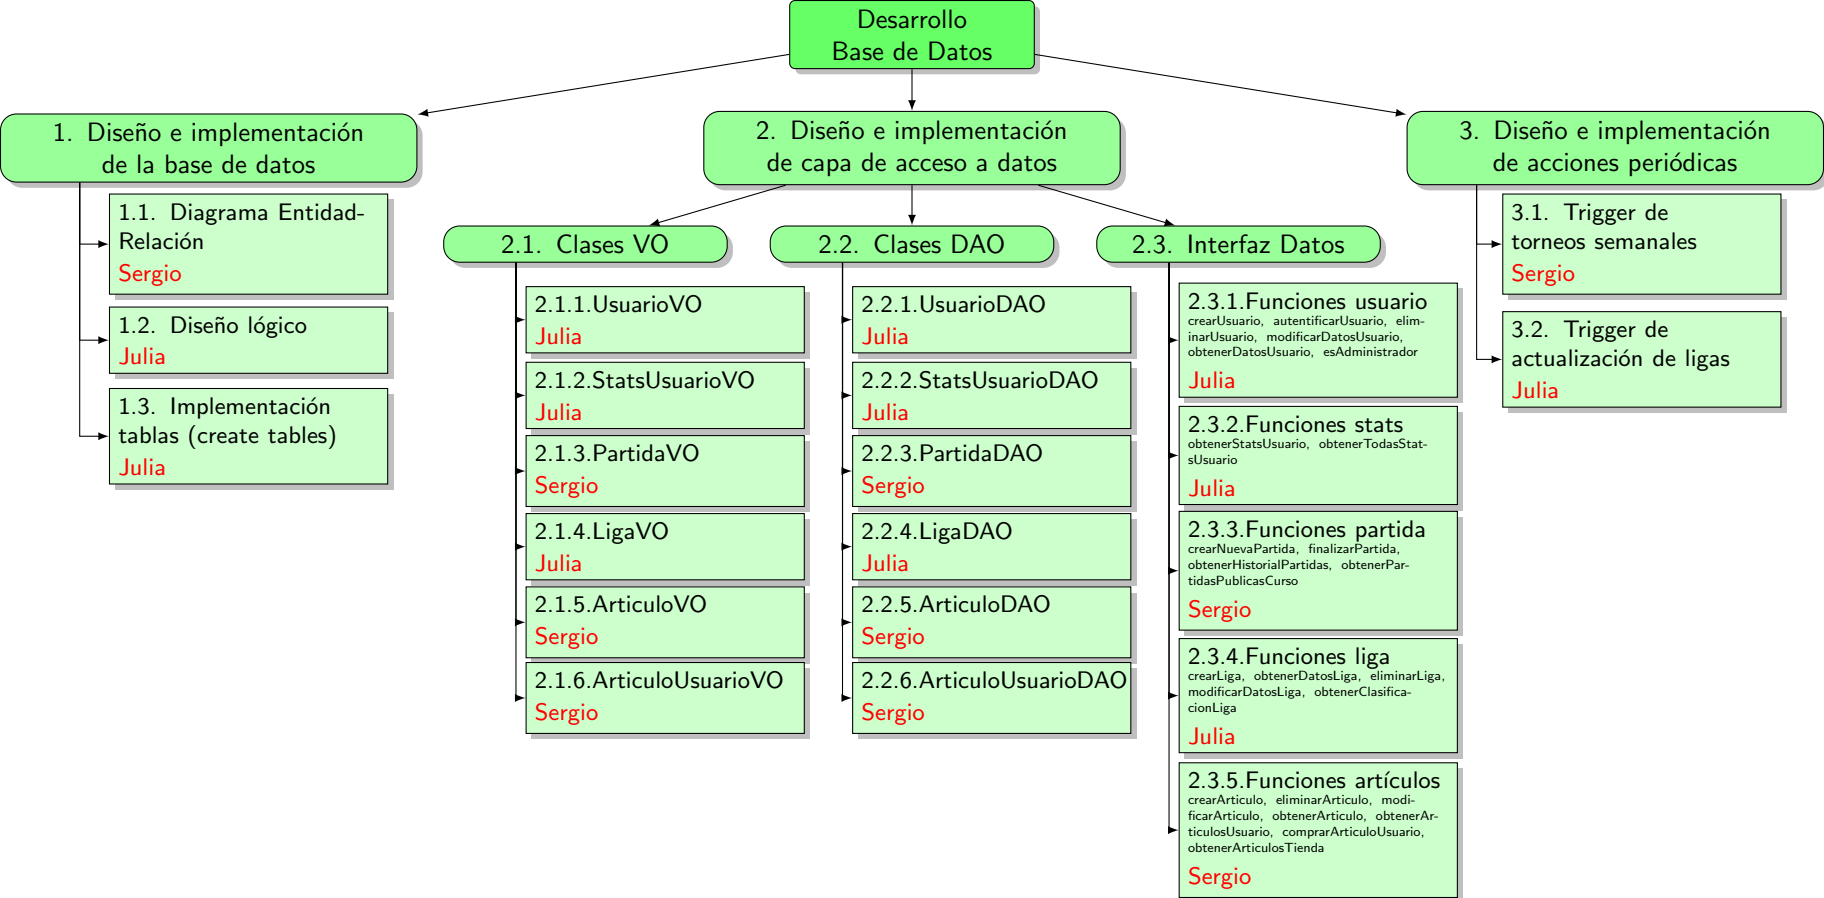 Desarrollo
Base de Datos
1. Diseño e implementación
de la base de datos
1.1. Diagrama Entidad-
Relación
Sergio
1.2. Diseño lógico
Julia
1.3. Implementación
tablas (create tables)
Julia
2. Diseño e implementación
de capa de acceso a datos
2.1. Clases VO
2.1.1.UsuarioVO
Julia
2.1.2.StatsUsuarioVO
Julia
2.1.3.PartidaVO
Sergio
2.1.4.LigaVO
Julia
2.1.5.ArticuloVO
Sergio
2.1.6.ArticuloUsuarioVO
Sergio
2.2. Clases DAO
2.2.1.UsuarioDAO
Julia
2.2.2.StatsUsuarioDAO
Julia
2.2.3.PartidaDAO
Sergio
2.2.4.LigaDAO
Julia
2.2.5.ArticuloDAO
Sergio
2.2.6.ArticuloUsuarioDAO
Sergio
2.3. Interfaz Datos
2.3.1.Funciones usuario
crearUsuario, autentificarUsuario, elim-
inarUsuario, modificarDatosUsuario,
obtenerDatosUsuario, esAdministrador
Julia
2.3.2.Funciones stats
obtenerStatsUsuario, obtenerTodasStat-
sUsuario
Julia
2.3.3.Funciones partida
crearNuevaPartida, finalizarPartida,
obtenerHistorialPartidas, obtenerPar-
tidasPublicasCurso
Sergio
2.3.4.Funciones liga
crearLiga, obtenerDatosLiga, eliminarLiga,
modificarDatosLiga, obtenerClasifica-
cionLiga
Julia
2.3.5.Funciones artículos
crearArticulo, eliminarArticulo, modi-
ficarArticulo, obtenerArticulo, obtenerAr-
ticulosUsuario, comprarArticuloUsuario,
obtenerArticulosTienda
Sergio
3. Diseño e implementación
de acciones periódicas
3.1. Trigger de
torneos semanales
Sergio
3.2. Trigger de
actualización de ligas
Julia